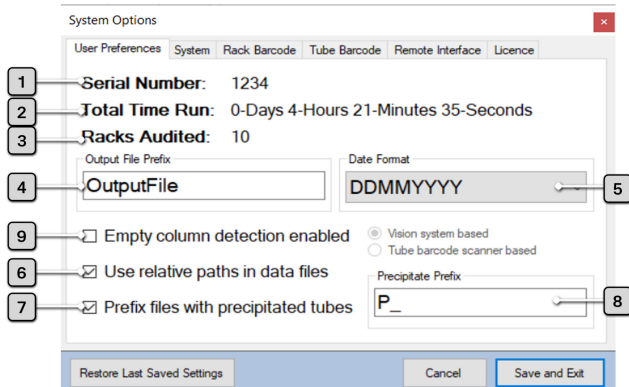 System Options
×
User Preferences System Rack Barcode Tube Barcode Remote Interface Licence
1 Serial Number: 1234
2 Total Time Run: 0-Days 4-Hours 21-Minutes 35-Seconds
3 Racks Audited: 10
Output File Prefix Date Format
4 OutputFile DDMMYYYY 5
9 Empty column detection enabled Vision system based
Tube barcode scanner based
6 Use relative paths in data files Precipitate Prefix
7 Prefix files with precipitated tubes P_ 8
Restore Last Saved Settings Cancel Save and Exit